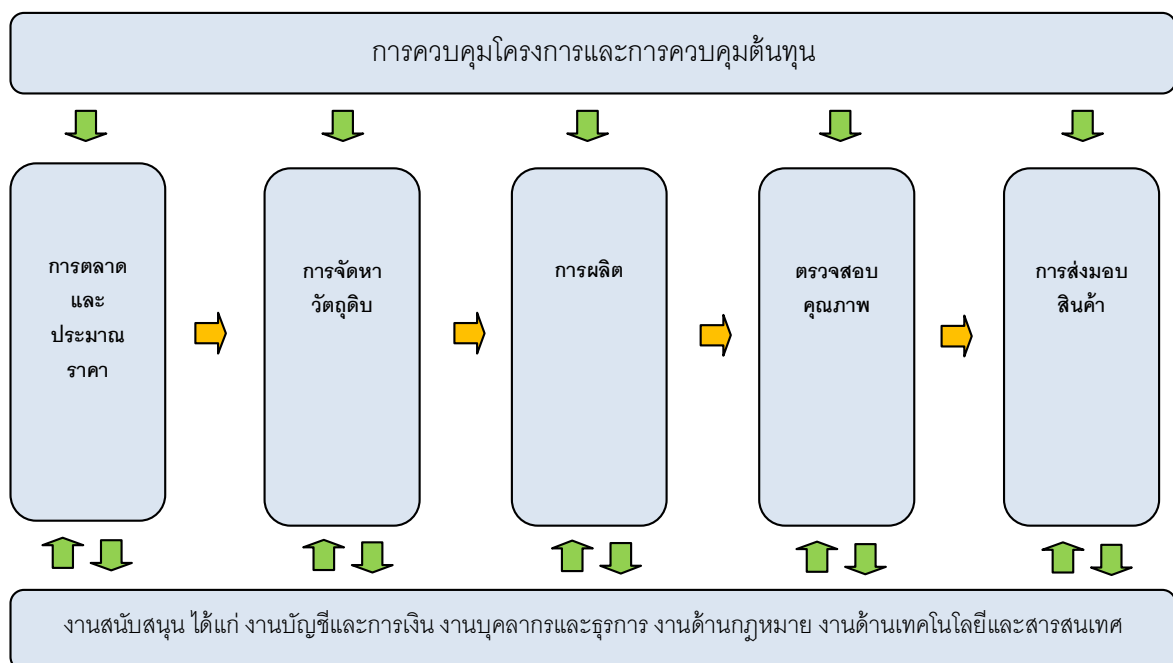 การควบคุมโครงการและการควบคุมต้นทุน
การตลาด
และ
ประมาณ
ราคา
การจัดหา
วัตถุดิบ
การผลิต
ตรวจสอบ
คุณภาพ
การส่งมอบ
สินค้า
งานสนับสนุน ได้แก่ งานบัญชีและการเงิน งานบุคลากรและธุรการ งานด้านกฎหมาย งานด้านเทคโนโลยีและสารสนเทศ